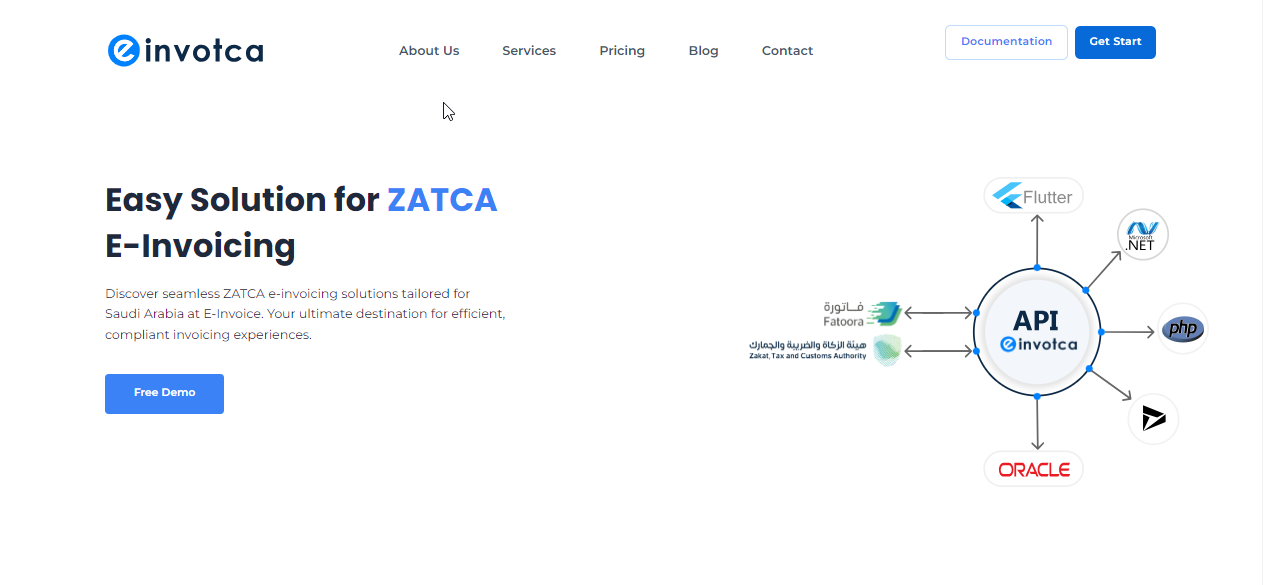 einvotca
About Us
Services
Pricing
Blog
Contact
Documentation
Get Start
Easy Solution for ZATCA
E-Invoicing
Discover seamless ZATCA e-invoicing solutions tailored for
Saudi Arabia at E-Invoice. Your ultimate destination for efficient,
compliant invoicing experiences.
Free Demo
Flutter
Microsoft
.NET
فـاتورة
Fatoora
هيئة الزكاة والضريبة والجمارك
Zakat, Tax and Customs Authority
API
einvotca
php
ORACLE